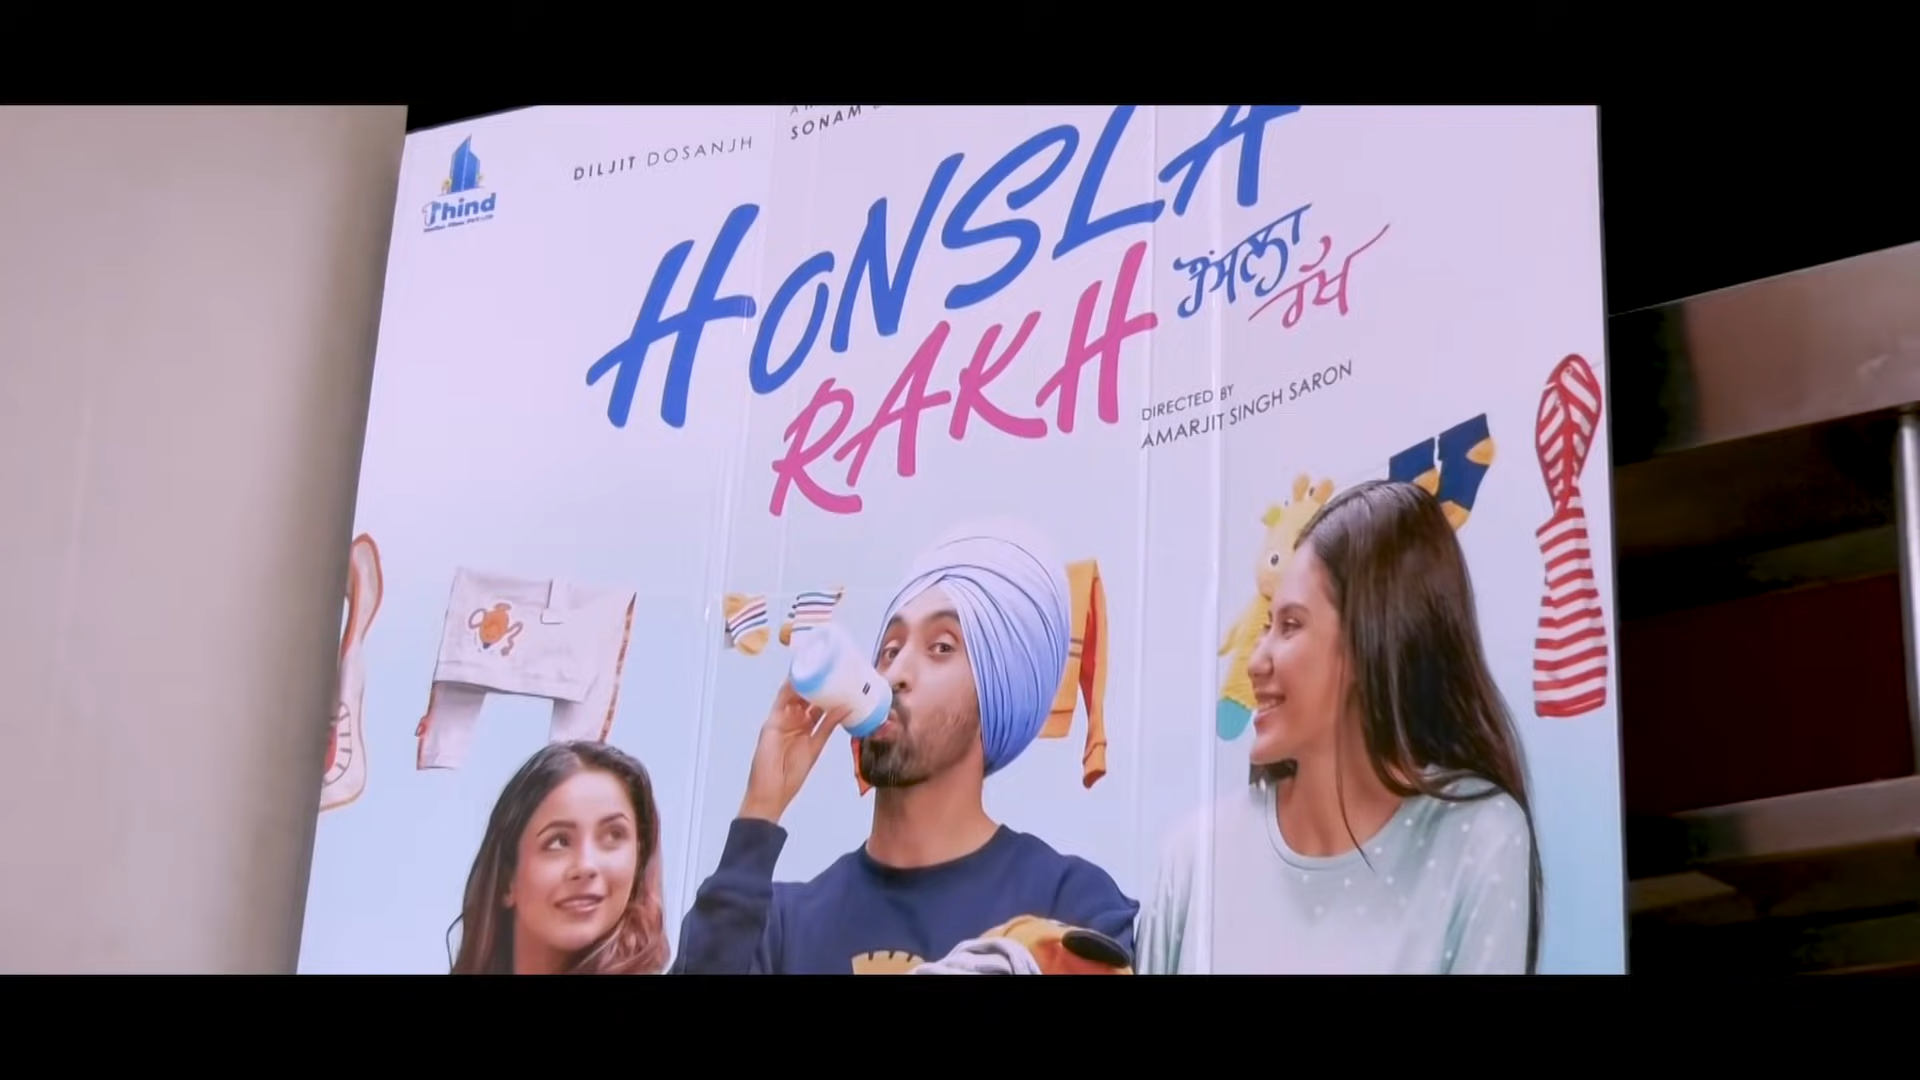 DILJIT DOSANJH
SONAM
Thind
HONSLA
RAKH
ਹੌਂਸਲਾ
ਰੱਖ
DIRECTED BY
AMARJIT SINGH SARON